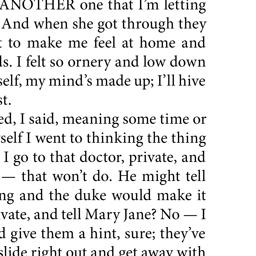 ANOTHER one that I'm letting
And when she got through they
to make me feel at home and
ds. I felt so ornery and low down
self, my mind's made up; I'll hive
st.
ed, I said, meaning some time or
self I went to thinking the thing
I go to that doctor, private, and
— that won't do. He might tell
ng and the duke would make it
vate, and tell Mary Jane? No — I
d give them a hint, sure; they've
slide right out and get away with